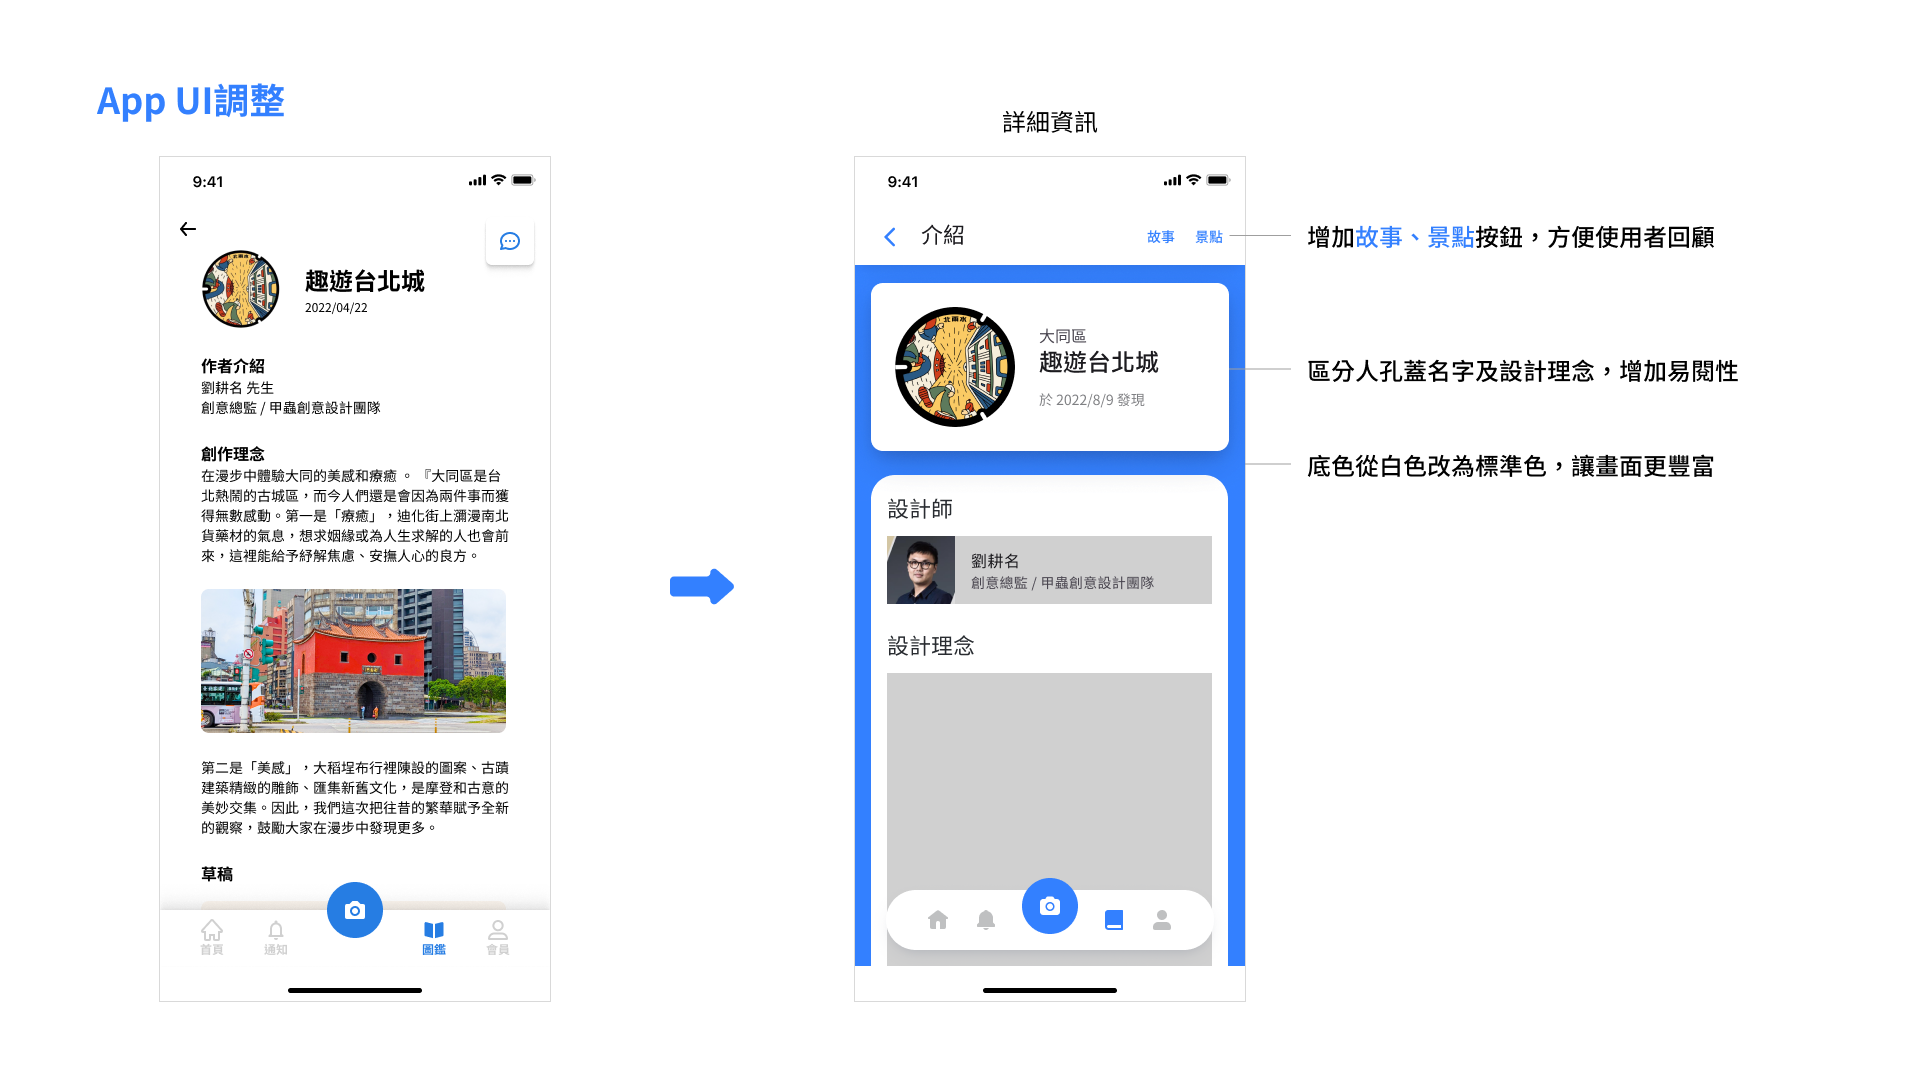 App UI調整
9:41
趣遊台北城
2022/04/22
作者介紹
劉耕名 先生
創意總監 / 甲蟲創意設計團隊
創作理念
在漫步中體驗大同的美感和療癒 。 『大同區是台
北熱鬧的古城區，而今人們還是會因為兩件事而獲
得無數感動。第一是「療癒」，迪化街上瀰漫南北
貨藥材的氣息，想求姻緣或為人生求解的人也會前
來，這裡能給予紓解焦慮、安撫人心的良方。
第二是「美感」，大稻埕布行裡陳設的圖案、古蹟
建築精緻的雕飾、匯集新舊文化，是摩登和古意的
美妙交集。因此，我們這次把往昔的繁華賦予全新
的觀察，鼓勵大家在漫步中發現更多。
草稿
首頁
通知
圖鑑
會員
詳細資訊
9:41
介紹
故事
景點
北雨水
大同區
趣遊台北城
於 2022/8/9 發現
設計師
劉耕名
創意總監 / 甲蟲創意設計團隊
設計理念
增加故事、景點按鈕，方便使用者回顧
區分人孔蓋名字及設計理念，增加易閱性
底色從白色改為標準色，讓畫面更豐富